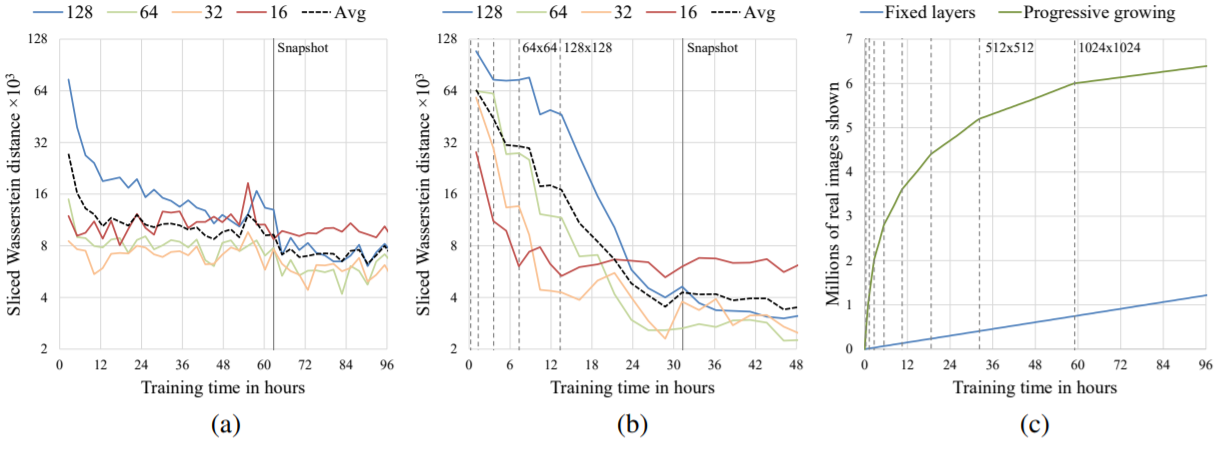 128 64 32 16 Avg
Sliced Wasserstein distance ×10³
128
64
32
16
8
4
2
Snapshot
0 12 24 36 48 60 72 84 96
Training time in hours
(a)
128 64 32 16 Avg
Sliced Wasserstein distance ×10³
128
64
32
16
8
4
2
64x64 128x128 Snapshot
0 6 12 18 24 30 36 42 48
Training time in hours
(b)
Fixed layers Progressive growing
Millions of real images shown
7
6
5
4
3
2
1
0
512x512 1024x1024
0 12 24 36 48 60 72 84 96
Training time in hours
(c)